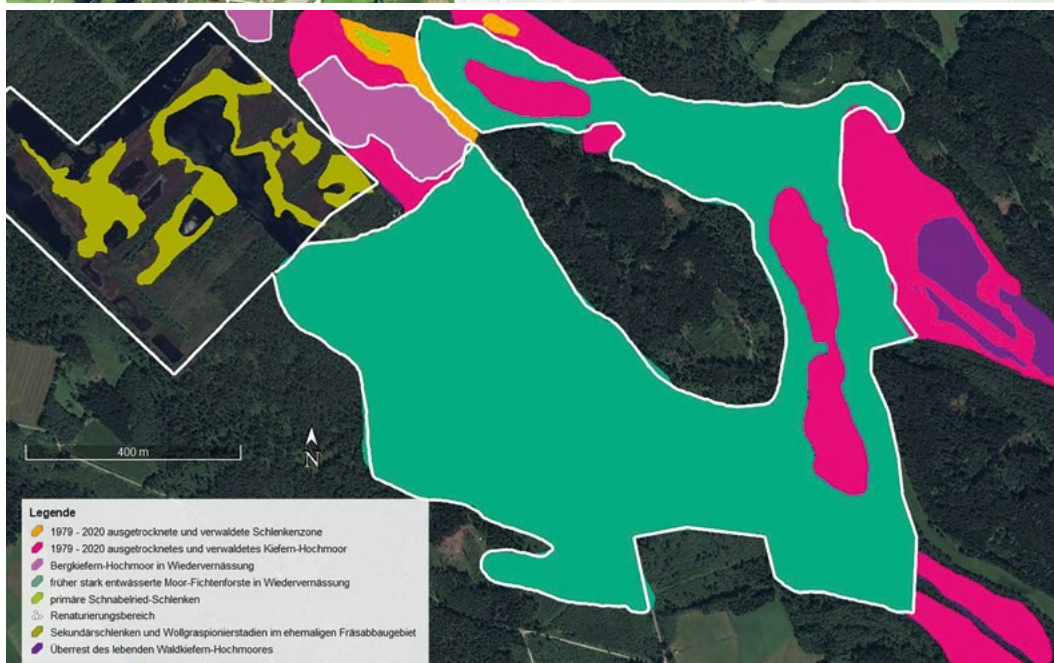 400 m
N
Legende
1979 - 2020 ausgetrocknete und verwaldete Schlenkenzone
1979 - 2020 ausgetrocknetes und verwaldetes Kiefern-Hochmoor
Bergkiefern-Hochmoor in Wiedervernässung
früher stark entwässerte Moor-Fichtenforste in Wiedervernässung
primäre Schnabelried-Schlenken
Renaturierungsbereich
Sekundärschlenken und Wollgraspionierstadien im ehemaligen Fräsabbaugebiet
Überrest des lebenden Waldkiefern-Hochmoores